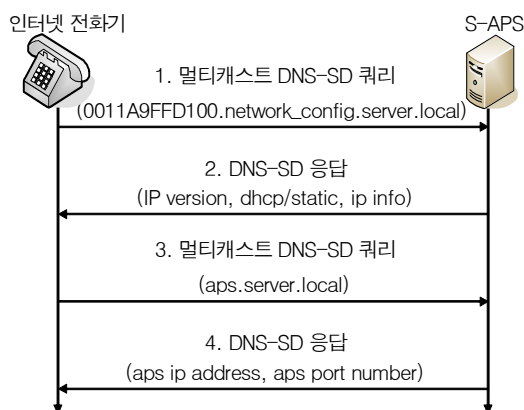 인터넷 전화기
S-APS
1. 멀티캐스트 DNS-SD 쿼리
(0011A9FFD100.network_config.server.local)
2. DNS-SD 응답
(IP version, dhcp/static, ip info)
3. 멀티캐스트 DNS-SD 쿼리
(aps.server.local)
4. DNS-SD 응답
(aps ip address, aps port number)